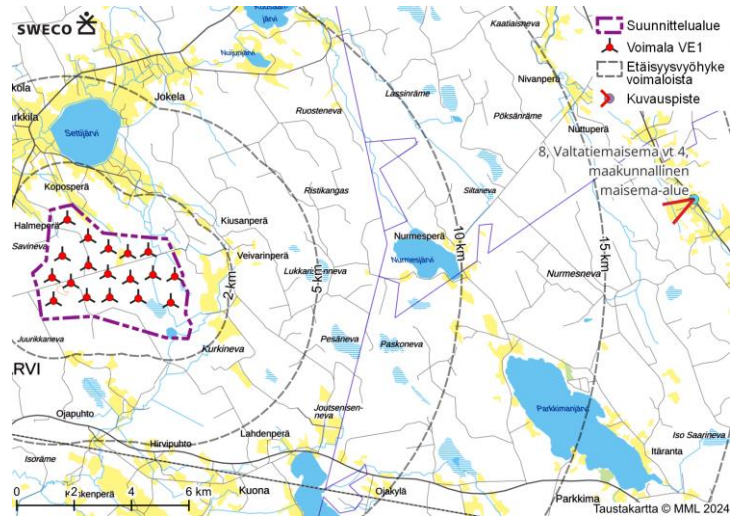 SWECO
Suunnittelualue
Voimala VE1
Etäisyysvyöhyke
voimaloista
Kuvauspiste
8, Valtatiemaisema vt 4,
maakunnallinen
maisema-alue
järvi
Nuijunjärvi
Kaatiaisneva
Nivanperä
Jokela
Lassinräme
Ruosteneva
Pöksänräme
Nuttuperä
Settijärvi
Koposperä
Ristikangas
Siltaneva
Kiusanperä
Halmeperä
Savineva
Veivarinperä
Nurmesperä
Nurmesjärvi
10 km
15 km
2 km
5 km
Nurmesneva
Juurikkaneva
Kurkineva
Pesäneva
Paskoneva
RVI
Ojapuhto
Joutsenisen-
neva
Parkkimanjärvi
Hirvipuhto
Lahdenperä
Iso Saarineva
Itäranta
Isoräme
0 2 4 6 km
Kuona
Ojakylä
Parkkima
Taustakartta © MML 2024